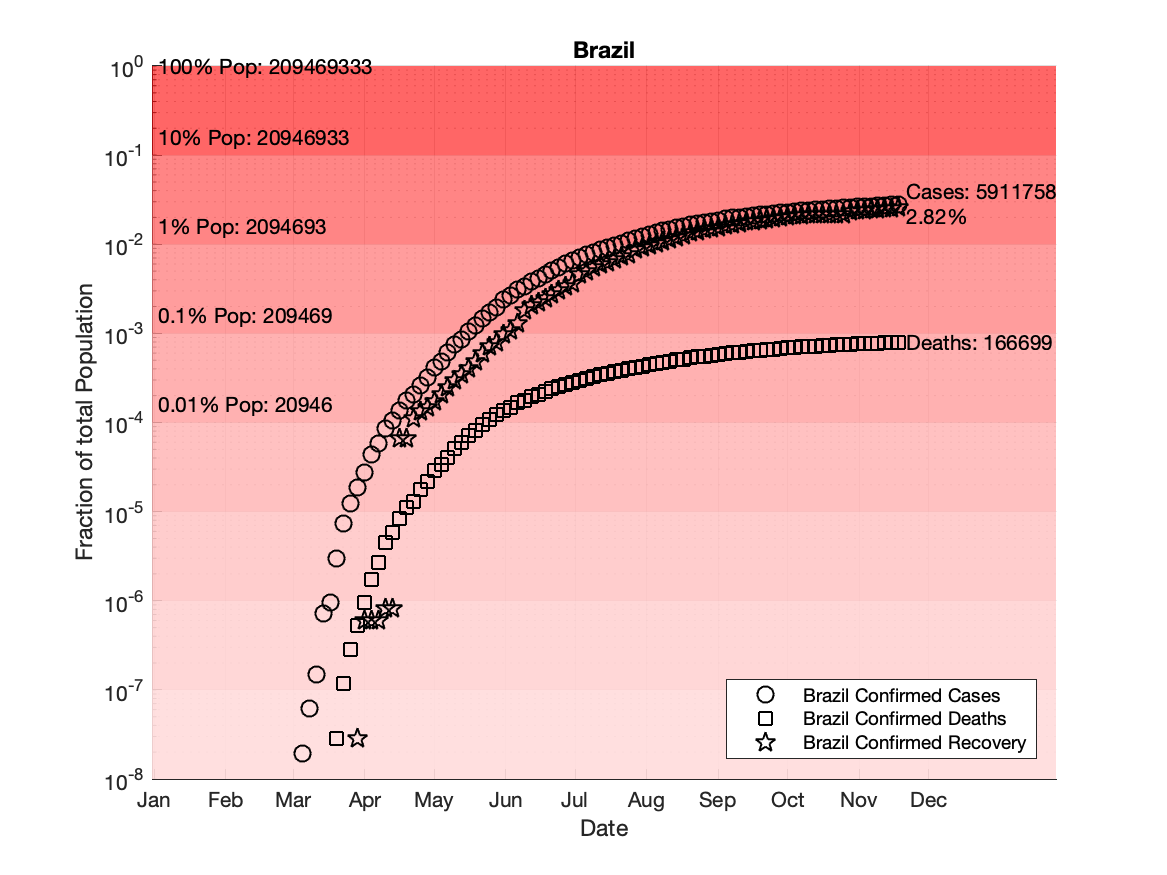 Brazil
10^0
100% Pop: 209469333
10% Pop: 20946933
10^-1
Cases: 5911758
2.82%
1% Pop: 2094693
10^-2
0.1% Pop: 209469
10^-3
Deaths: 166699
0.01% Pop: 20946
10^-4
10^-5
10^-6
10^-7
10^-8
Fraction of total Population
Brazil Confirmed Cases
Brazil Confirmed Deaths
Brazil Confirmed Recovery
Jan Feb Mar Apr May Jun Jul Aug Sep Oct Nov Dec
Date